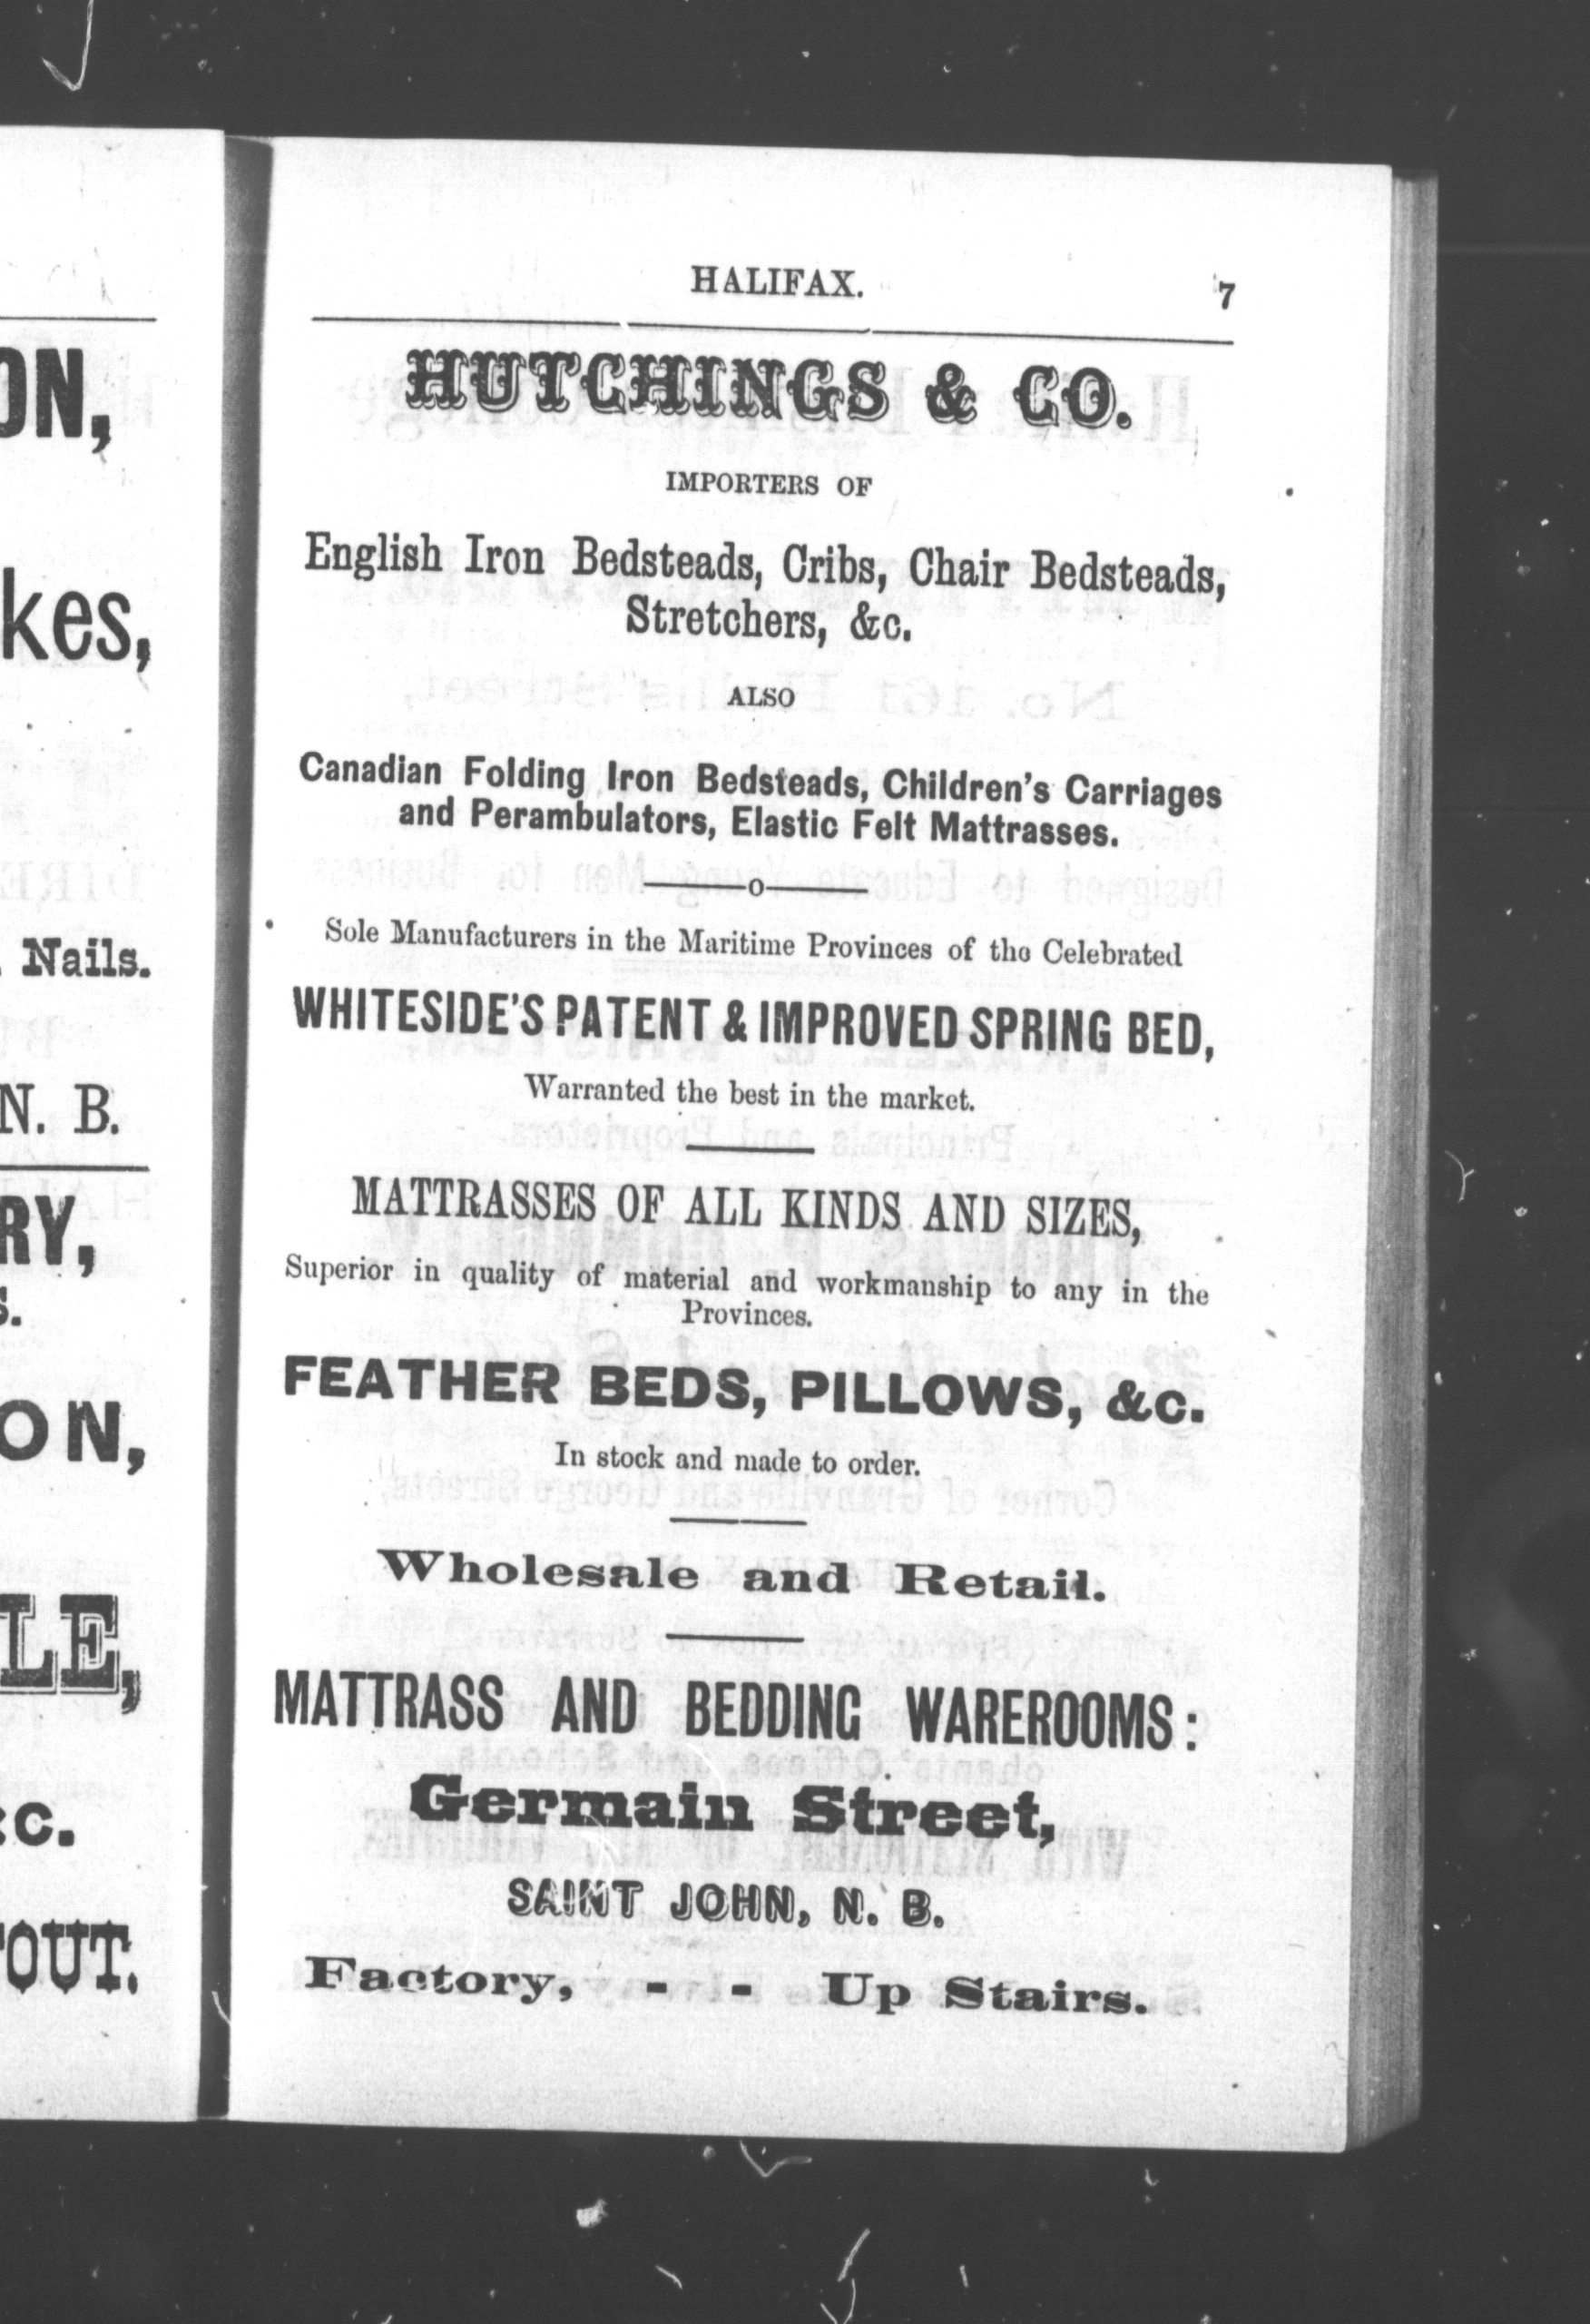 ON,
kes,
Nails.
N. B.
RY,
s.
ON,
LE,
&c.
TOUT.
HALIFAX. 7
HUTCHINGS & CO.
IMPORTERS OF
English Iron Bedsteads, Cribs, Chair Bedsteads,
Stretchers, &c.
ALSO
Canadian Folding Iron Bedsteads, Children's Carriages
and Perambulators, Elastic Felt Mattrasses.
o
Sole Manufacturers in the Maritime Provinces of the Celebrated
WHITESIDE'S PATENT & IMPROVED SPRING BED,
Warranted the best in the market.
MATTRASSES OF ALL KINDS AND SIZES,
Superior in quality of material and workmanship to any in the
Provinces.
FEATHER BEDS, PILLOWS, &c.
In stock and made to order.
Wholesale and Retail.
MATTRASS AND BEDDING WAREROOMS:
Germain Street,
SAINT JOHN, N. B.
Factory, - - Up Stairs.